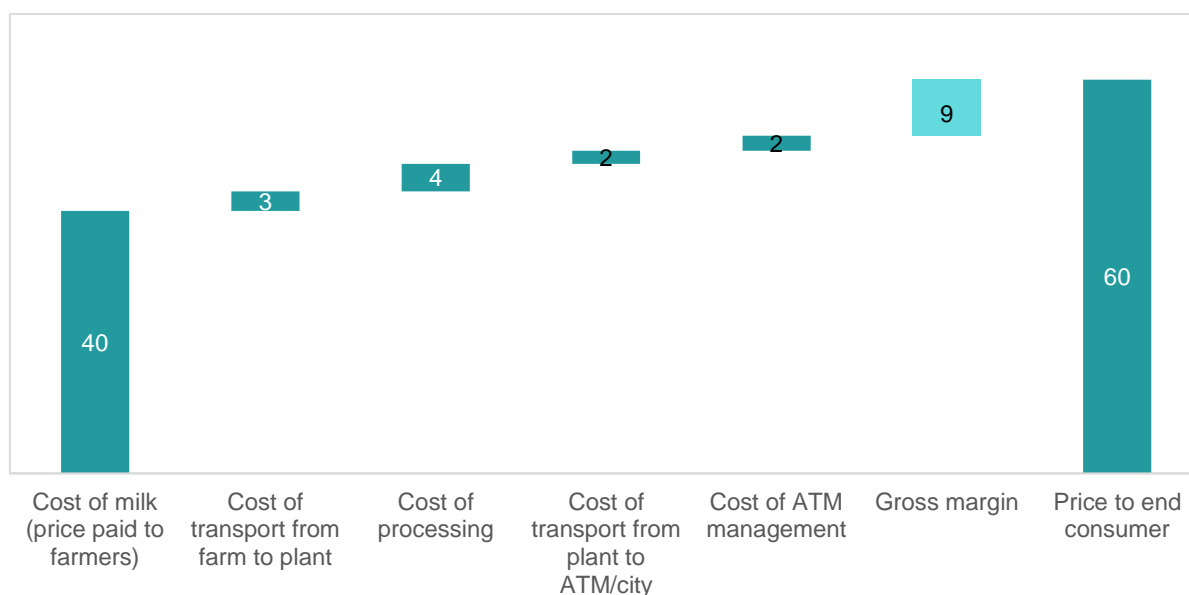 9
2
2
4
3
60
40
Cost of milk
(price paid to
farmers)
Cost of
transport from
farm to plant
Cost of
processing
Cost of
transport from
plant to
ATM/city
Cost of ATM
management
Gross margin
Price to end
consumer